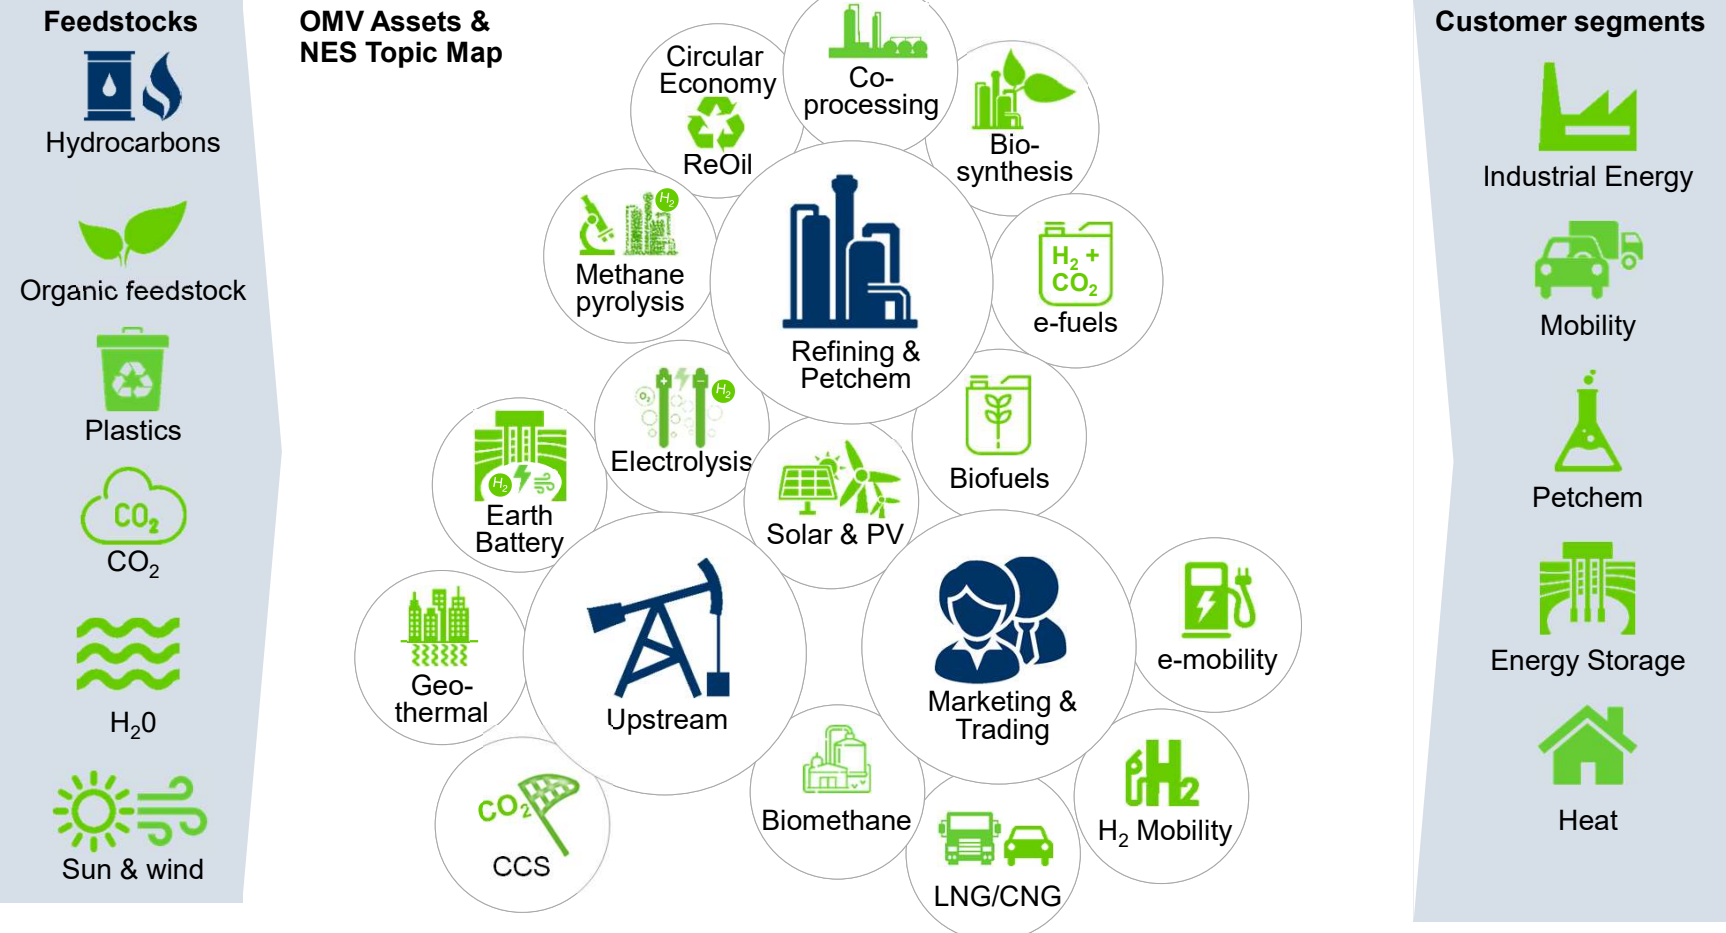 Feedstocks
Hydrocarbons
Organic feedstock
Plastics
CO₂
CO₂
H₂0
Sun & wind
OMV Assets &
NES Topic Map
Circular
Economy
ReOil
Co-
processing
Bio-
synthesis
H₂
Methane
pyrolysis
Refining &
Petchem
H₂ +
CO₂
e-fuels
+
−
O₂
H₂
Electrolysis
H₂
Earth
Battery
Solar & PV
Biofuels
Geo-
thermal
Upstream
Marketing &
Trading
e-mobility
CO₂
CCS
Biomethane
LNG/CNG
H2
H₂ Mobility
Customer segments
Industrial Energy
Mobility
Petchem
Energy Storage
Heat